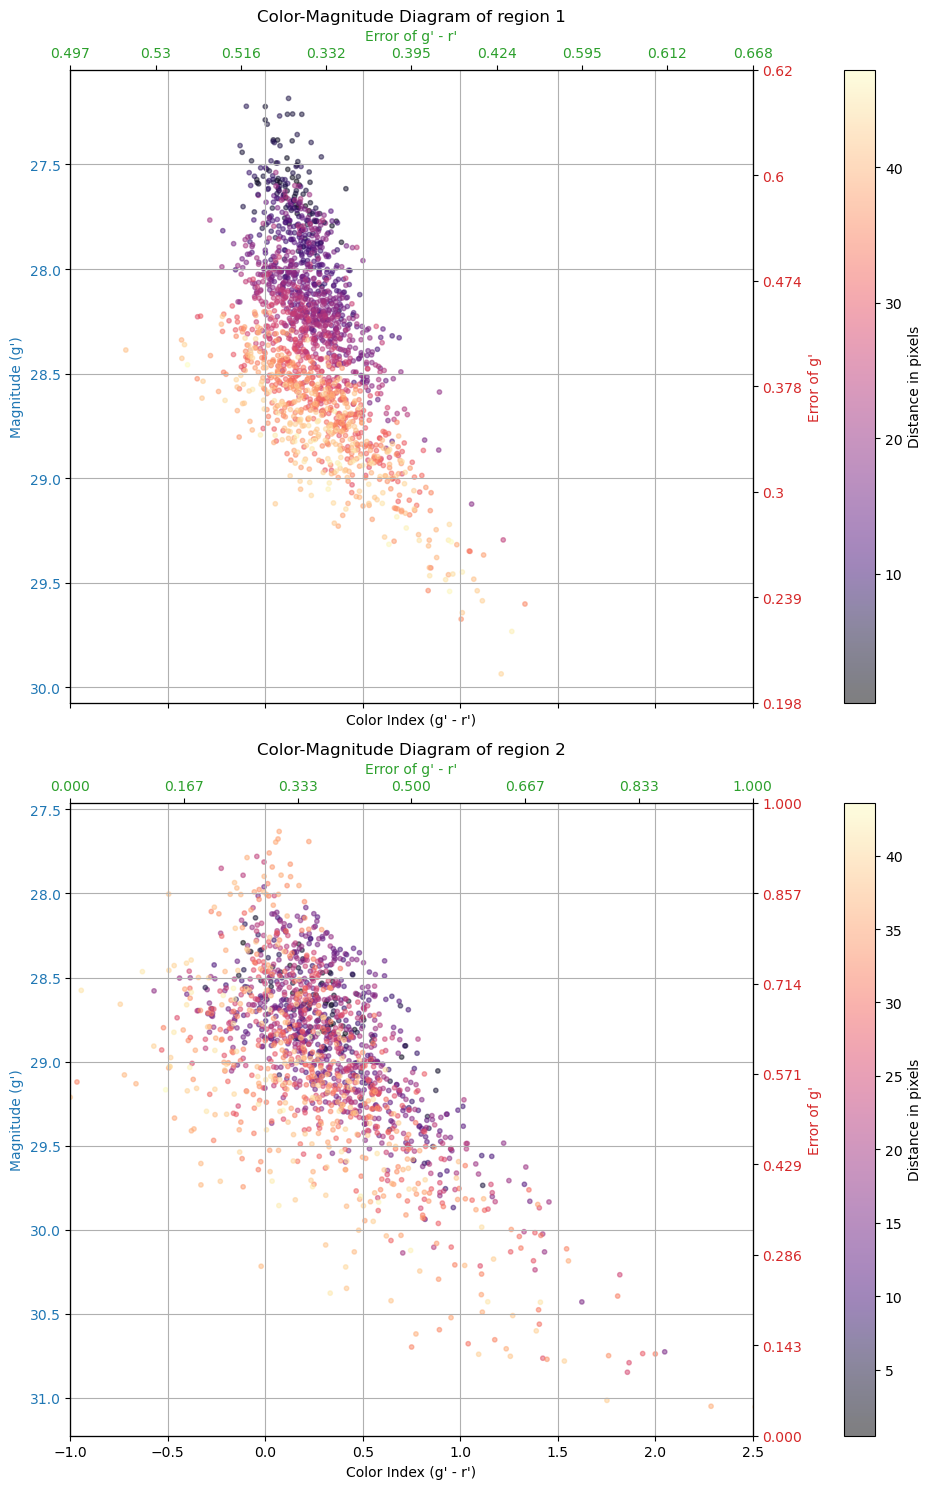 Color-Magnitude Diagram of region 1
Error of g' - r'
0.497 0.53 0.516 0.332 0.395 0.424 0.595 0.612 0.668
Magnitude (g')
27.5
28.0
28.5
29.0
29.5
30.0
0.62
0.6
0.474
0.378
0.3
0.239
0.198
Error of g'
40
30
20
10
Distance in pixels
Color Index (g' - r')
Color-Magnitude Diagram of region 2
Error of g' - r'
0.000 0.167 0.333 0.500 0.667 0.833 1.000
Magnitude (g')
27.5
28.0
28.5
29.0
29.5
30.0
30.5
31.0
1.000
0.857
0.714
0.571
0.429
0.286
0.143
0.000
Error of g'
40
35
30
25
20
15
10
5
Distance in pixels
−1.0 −0.5 0.0 0.5 1.0 1.5 2.0 2.5
Color Index (g' - r')